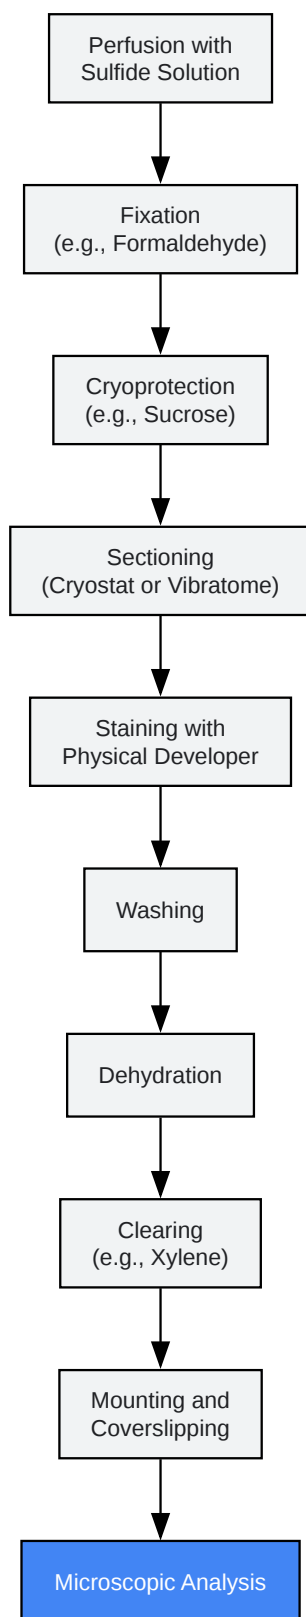 Perfusion with
Sulfide Solution
Fixation
(e.g., Formaldehyde)
Cryoprotection
(e.g., Sucrose)
Sectioning
(Cryostat or Vibratome)
Staining with
Physical Developer
Washing
Dehydration
Clearing
(e.g., Xylene)
Mounting and
Coverslipping
Microscopic Analysis